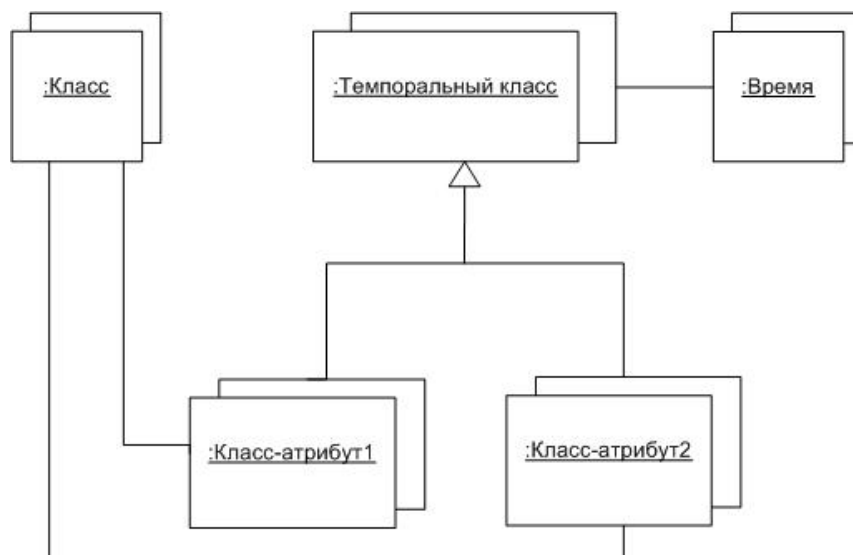 :Класс
:Темпоральный класс
:Время
:Класс-атрибут1
:Класс-атрибут2